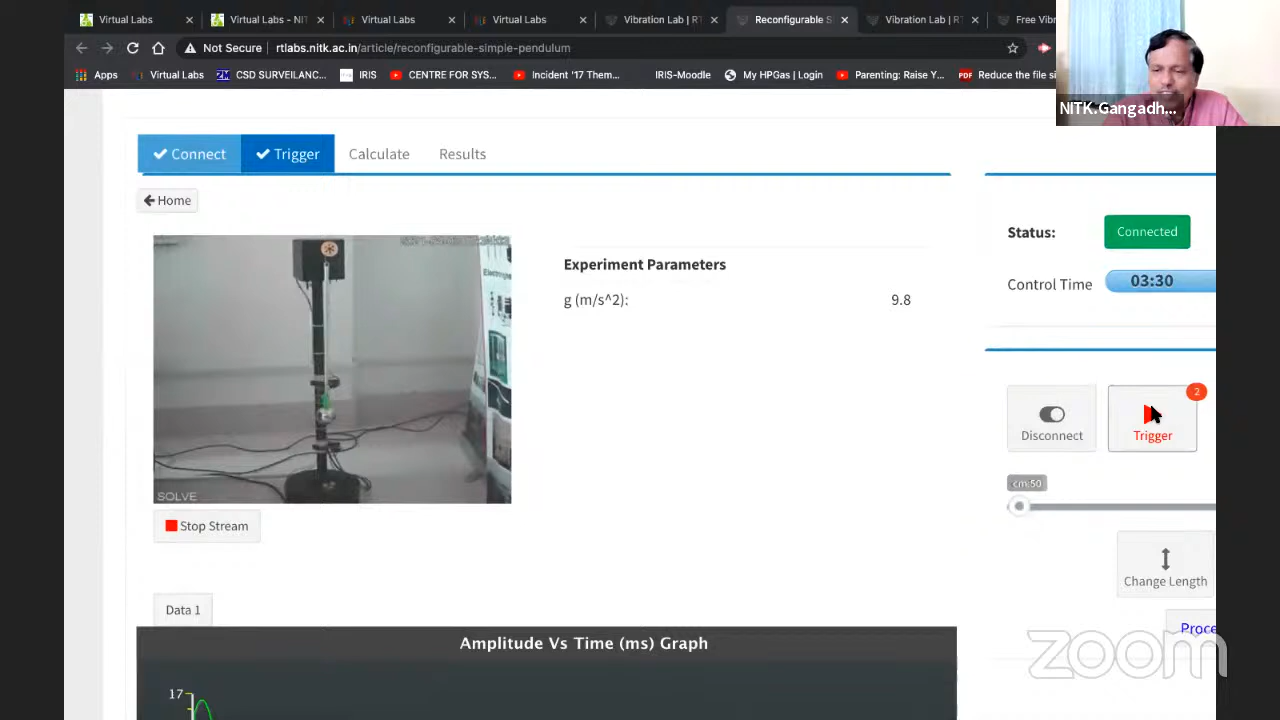 Virtual Labs
Virtual Labs - NIT
Virtual Labs
Virtual Labs
Vibration Lab | RT
Reconfigurable S
Vibration Lab | RT
Free Vib
Not Secure
rtlabs.nitk.ac.in/article/reconfigurable-simple-pendulum
Apps
Virtual Labs
CSD SURVEILANC...
IRIS
CENTRE FOR SYS...
Incident '17 Them...
IRIS-Moodle
My HPGas | Login
Parenting: Raise Y...
PDF
Reduce the file si
NITK.Gangadh...
Connect
Trigger
Calculate
Results
Home
Status:
Connected
Experiment Parameters
g (m/s^2):
9.8
Control Time
03:30
2
Disconnect
Trigger
SOLVE
cm:50
Stop Stream
Change Length
Data 1
Proce
Amplitude Vs Time (ms) Graph
zoom
17